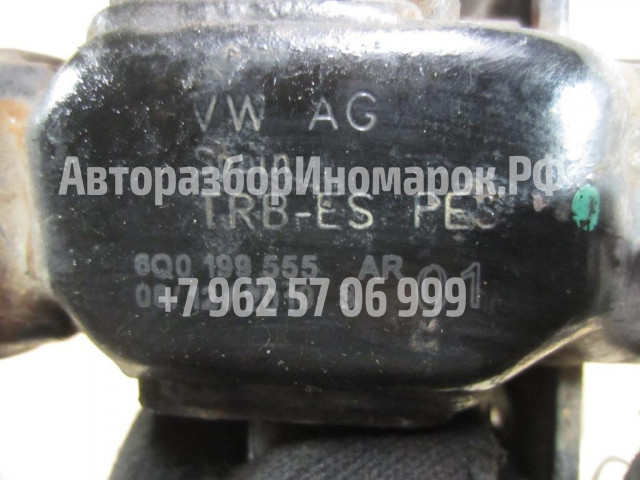 VW AG
АвторазборИномарок.РФ
TRB-ES PES
6Q0 199 555 AR
01
+7 962 57 06 999